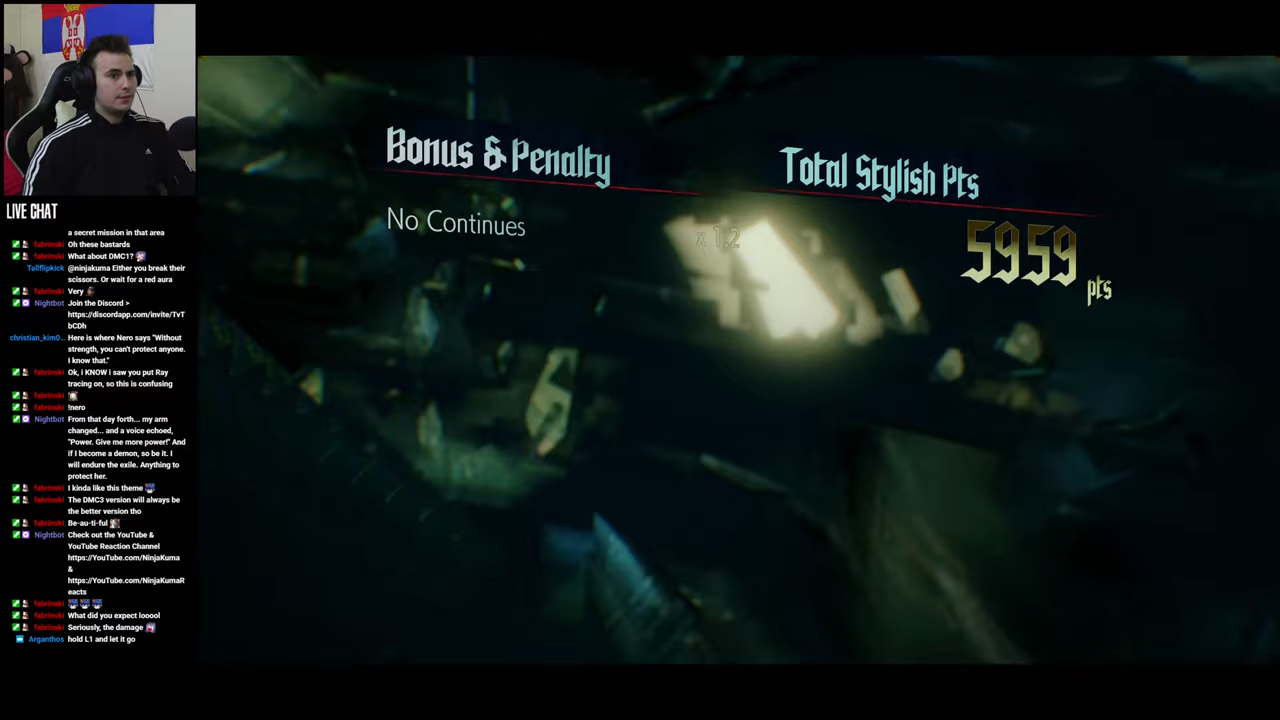 Bonus & Penalty
Total Stylish Pts
No Continues
x 1.2
5959 pts
LIVE CHAT
a secret mission in that area
fabrinski Oh these bastards
fabrinski What about DMC1?
Tallflipkick @ninjakuma Either you break their
scissors. Or wait for a red aura
fabrinski Very
Nightbot Join the Discord >
https://discordapp.com/invite/TvT
bCDh
christian_kim0... Here is where Nero says "Without
strength, you can't protect anyone.
I know that."
fabrinski Ok, i KNOW i saw you put Ray
tracing on, so this is confusing
fabrinski
fabrinski !nero
Nightbot From that day forth... my arm
changed... and a voice echoed,
"Power. Give me more power!" And
if I become a demon, so be it. I
will endure the exile. Anything to
protect her.
fabrinski I kinda like this theme
fabrinski The DMC3 version will always be
the better version tho
fabrinski Be-au-ti-ful
Nightbot Check out the YouTube &
YouTube Reaction Channel
https://YouTube.com/NinjaKuma
&
https://YouTube.com/NinjaKumaR
eacts
fabrinski
fabrinski What did you expect looool
fabrinski Seriously, the damage
Arganthos hold L1 and let it go